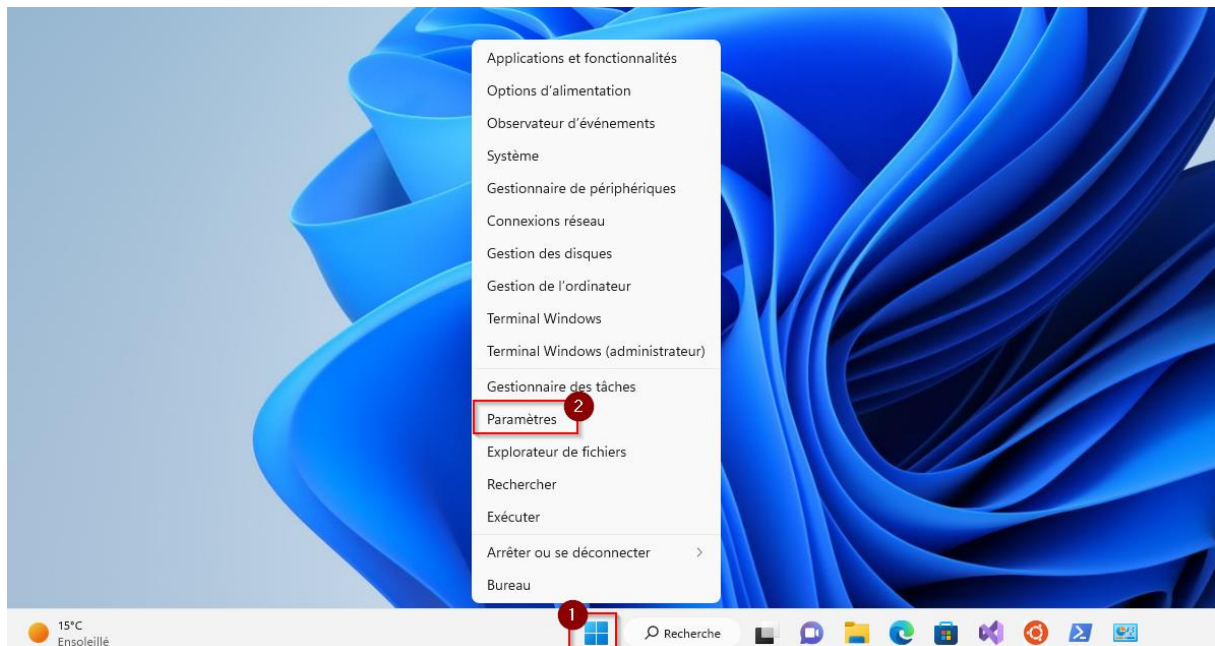 Applications et fonctionnalités
Options d'alimentation
Observateur d'événements
Système
Gestionnaire de périphériques
Connexions réseau
Gestion des disques
Gestion de l'ordinateur
Terminal Windows
Terminal Windows (administrateur)
Gestionnaire des tâches
2
Paramètres
Explorateur de fichiers
Rechercher
Exécuter
Arrêter ou se déconnecter
Bureau
1
15°C
Ensoleillé
Recherche